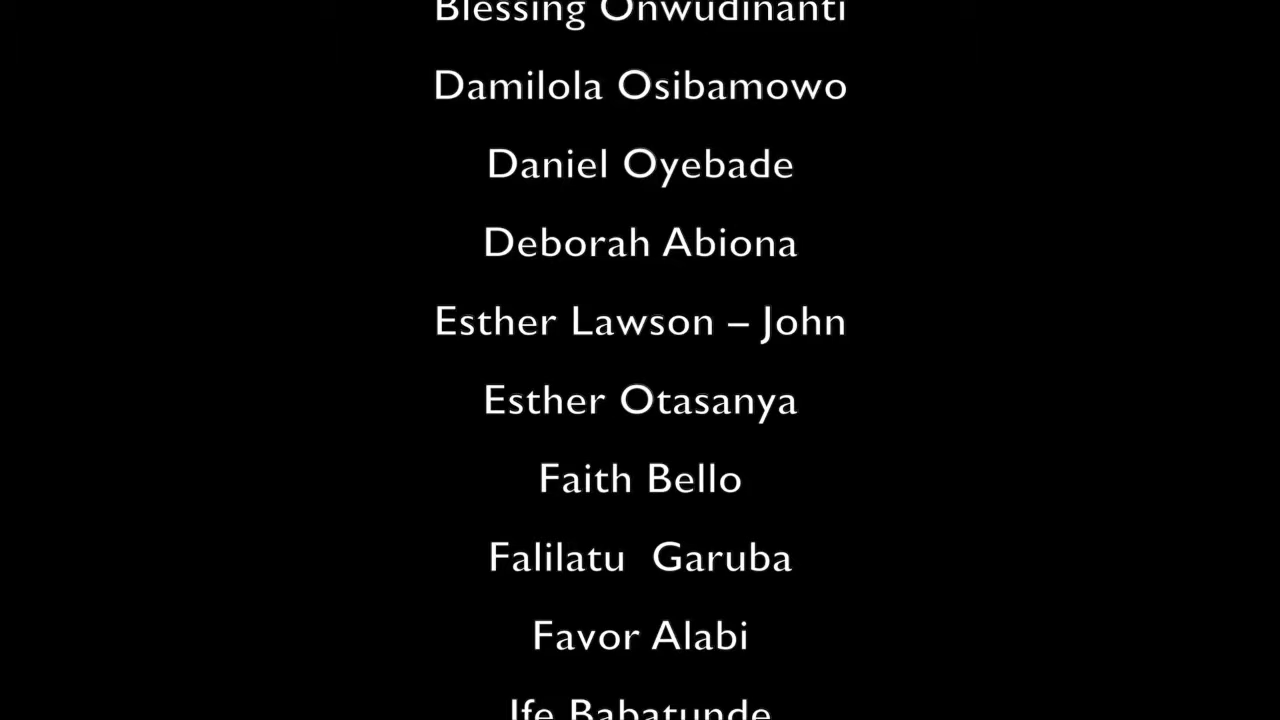 Blessing Onwudinanti
Damilola Osibamowo
Daniel Oyebade
Deborah Abiona
Esther Lawson – John
Esther Otasanya
Faith Bello
Falilatu  Garuba
Favor Alabi
Ife Babatunde